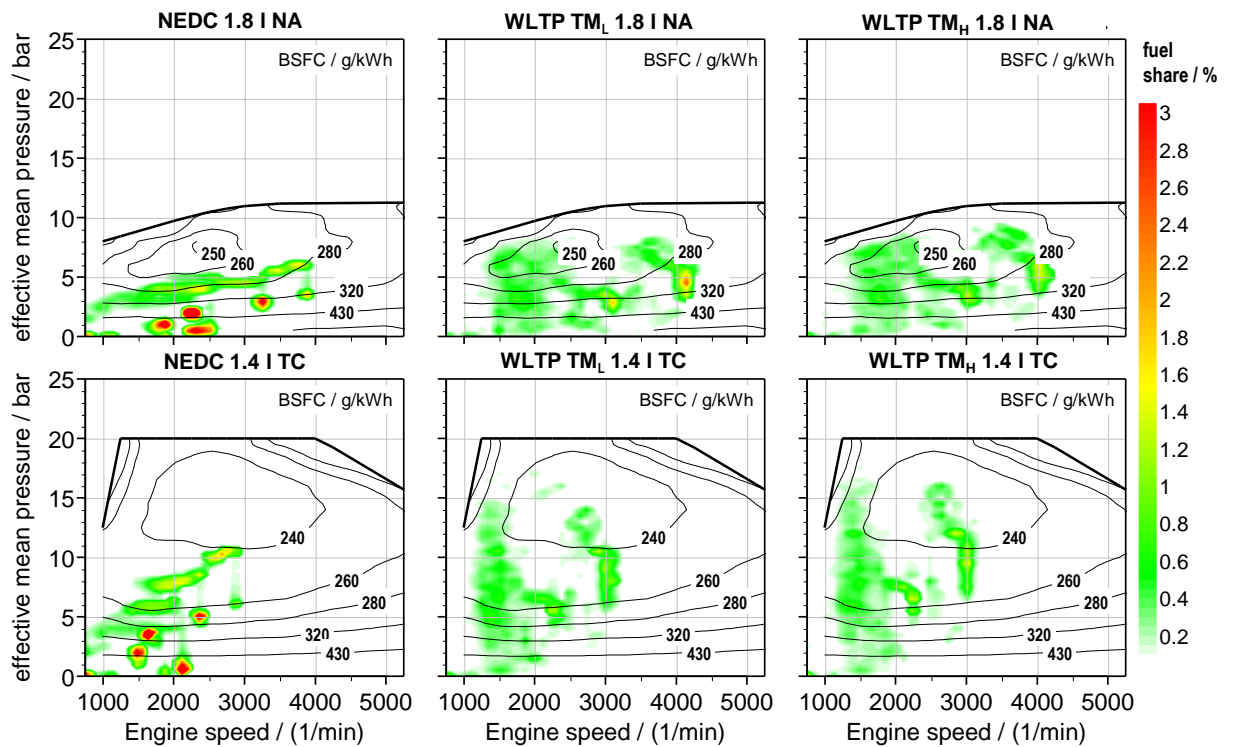 NEDC 1.8 l NA
WLTP TML 1.8 l NA
WLTP TMH 1.8 l NA
fuel
share / %
effective mean pressure / bar
25
20
15
10
5
0
BSFC / g/kWh
250
260
280
320
430
BSFC / g/kWh
250
260
280
320
430
BSFC / g/kWh
250
260
280
320
430
3
2.8
2.6
2.4
2.2
2
1.8
1.6
1.4
1.2
1
0.8
0.6
0.4
0.2
NEDC 1.4 l TC
WLTP TML 1.4 l TC
WLTP TMH 1.4 l TC
effective mean pressure / bar
25
20
15
10
5
0
BSFC / g/kWh
240
260
280
320
430
BSFC / g/kWh
240
260
280
320
430
BSFC / g/kWh
240
260
280
320
430
1000 2000 3000 4000 5000
1000 2000 3000 4000 5000
1000 2000 3000 4000 5000
Engine speed / (1/min)
Engine speed / (1/min)
Engine speed / (1/min)